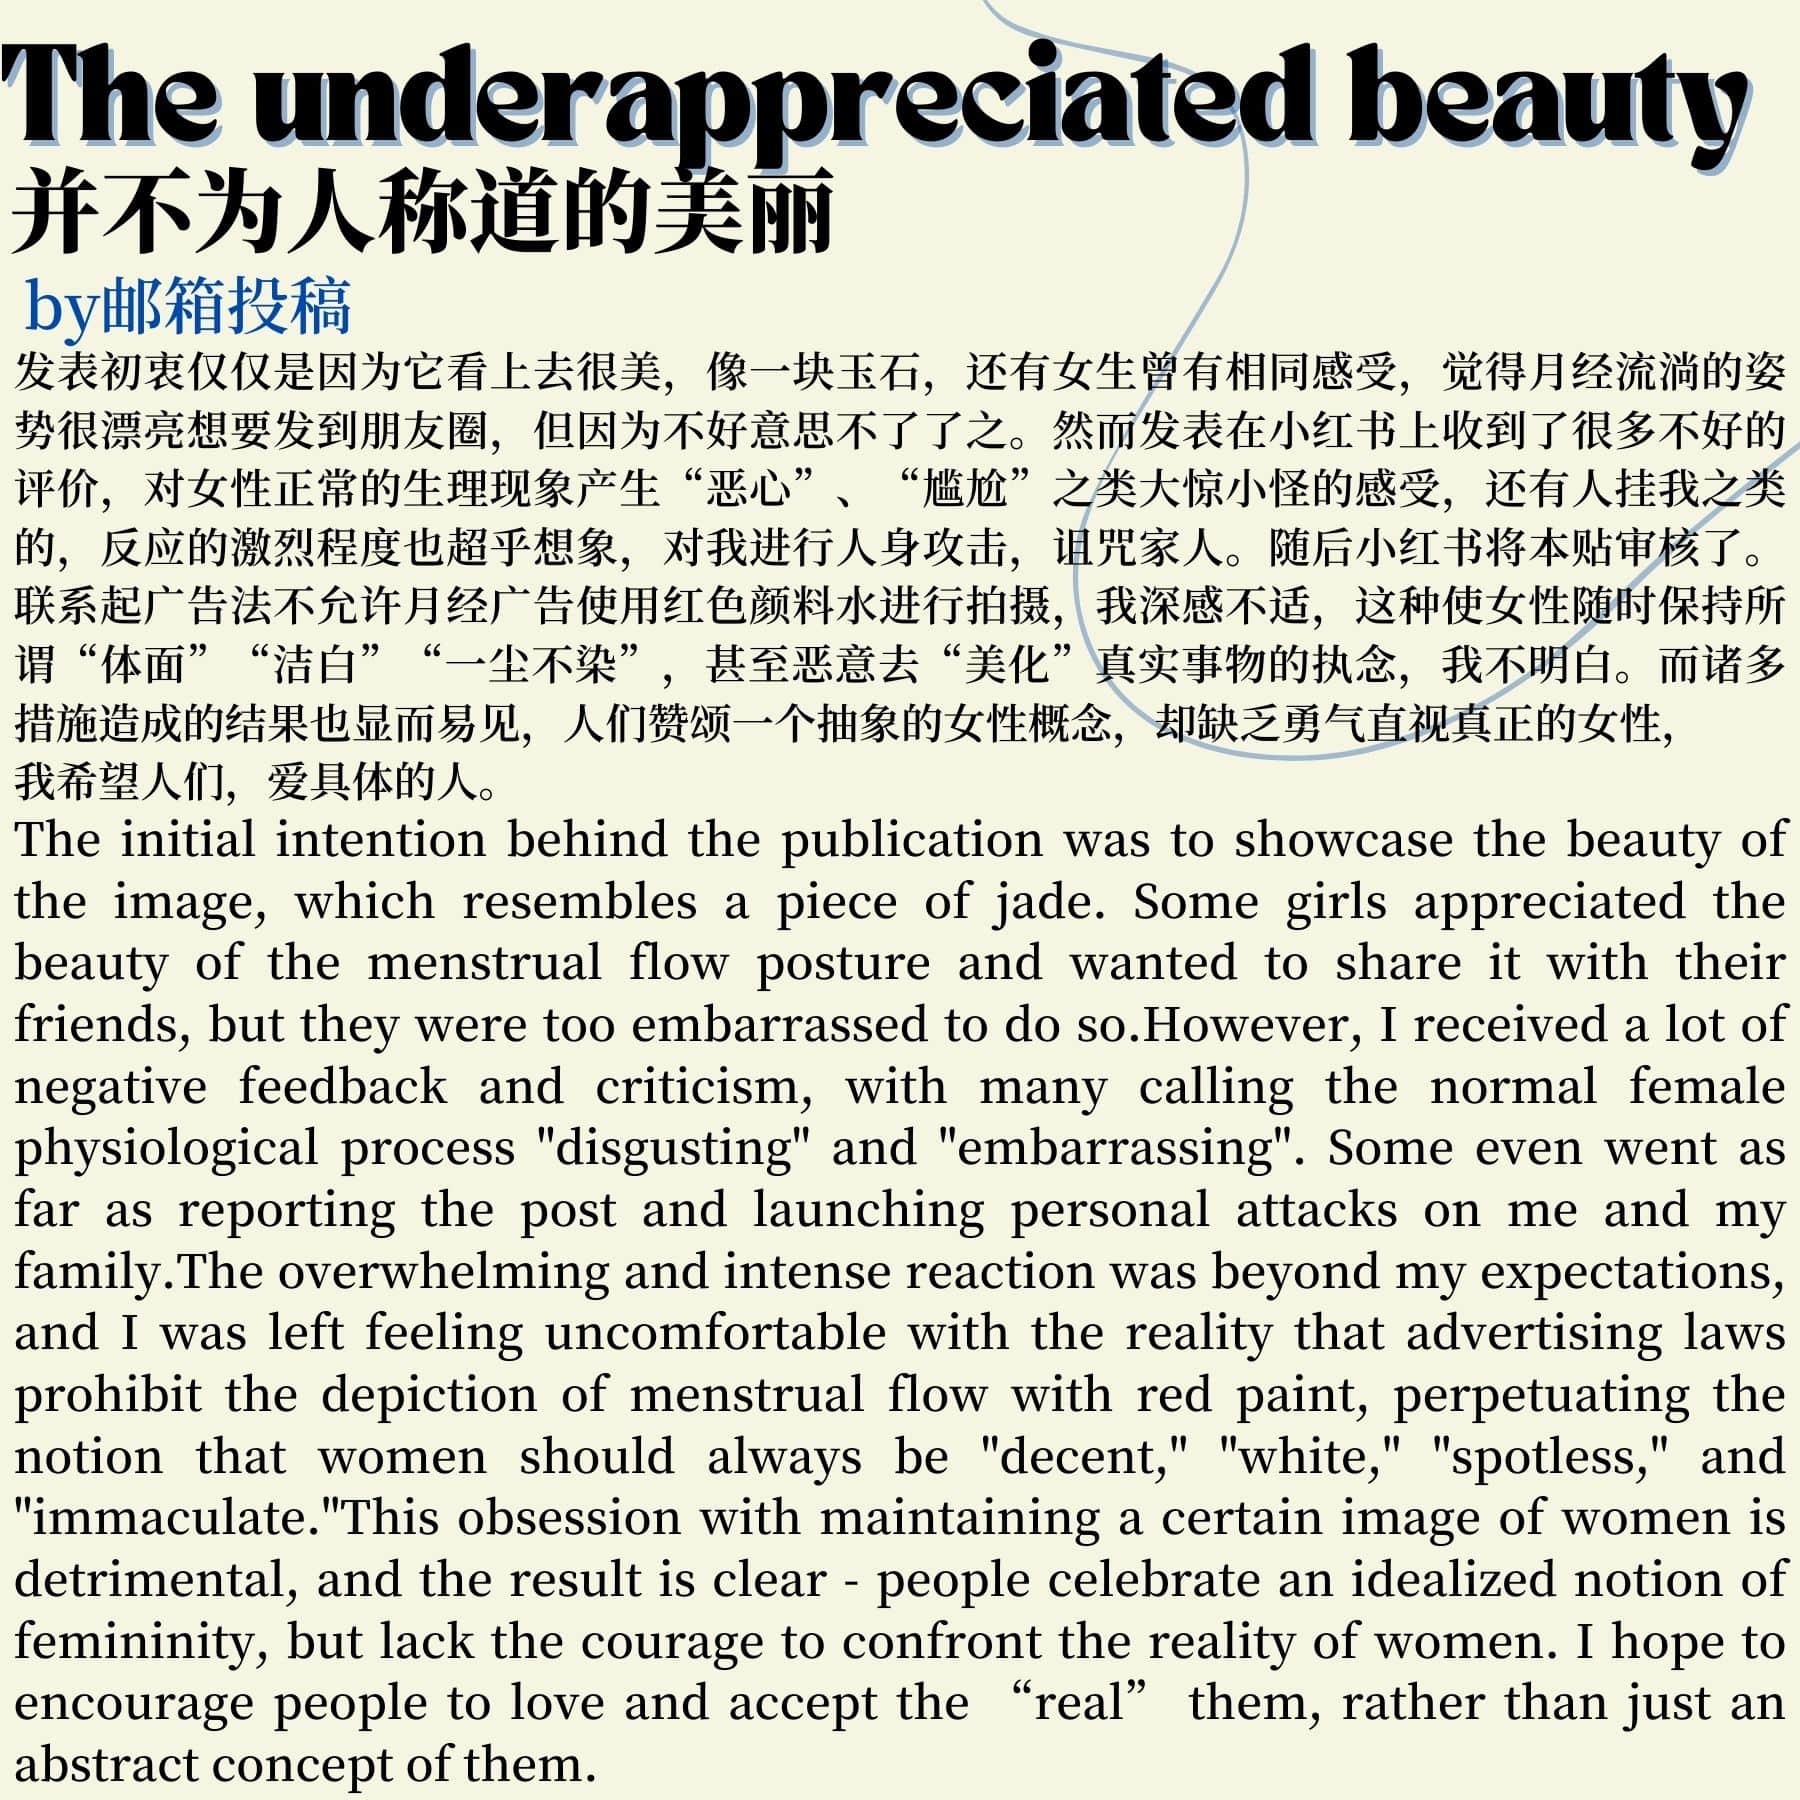 The underappreciated beauty
并不为人称道的美丽
by邮箱投稿
发表初衷仅仅是因为它看上去很美，像一块玉石，还有女生曾有相同感受，觉得月经流淌的姿
势很漂亮想要发到朋友圈，但因为不好意思不了了之。然而发表在小红书上收到了很多不好的
评价，对女性正常的生理现象产生“恶心”、“尴尬”之类大惊小怪的感受，还有人挂我之类
的，反应的激烈程度也超乎想象，对我进行人身攻击，诅咒家人。随后小红书将本贴审核了。
联系起广告法不允许月经广告使用红色颜料水进行拍摄，我深感不适，这种使女性随时保持所
谓“体面”“洁白”“一尘不染”，甚至恶意去“美化”真实事物的执念，我不明白。而诸多
措施造成的结果也显而易见，人们赞颂一个抽象的女性概念，却缺乏勇气直视真正的女性，
我希望人们，爱具体的人。
The initial intention behind the publication was to showcase the beauty of
the image, which resembles a piece of jade. Some girls appreciated the
beauty of the menstrual flow posture and wanted to share it with their
friends, but they were too embarrassed to do so.However, I received a lot of
negative feedback and criticism, with many calling the normal female
physiological process "disgusting" and "embarrassing". Some even went as
far as reporting the post and launching personal attacks on me and my
family.The overwhelming and intense reaction was beyond my expectations,
and I was left feeling uncomfortable with the reality that advertising laws
prohibit the depiction of menstrual flow with red paint, perpetuating the
notion that women should always be "decent," "white," "spotless," and
"immaculate."This obsession with maintaining a certain image of women is
detrimental, and the result is clear - people celebrate an idealized notion of
femininity, but lack the courage to confront the reality of women. I hope to
encourage people to love and accept the “real” them, rather than just an
abstract concept of them.